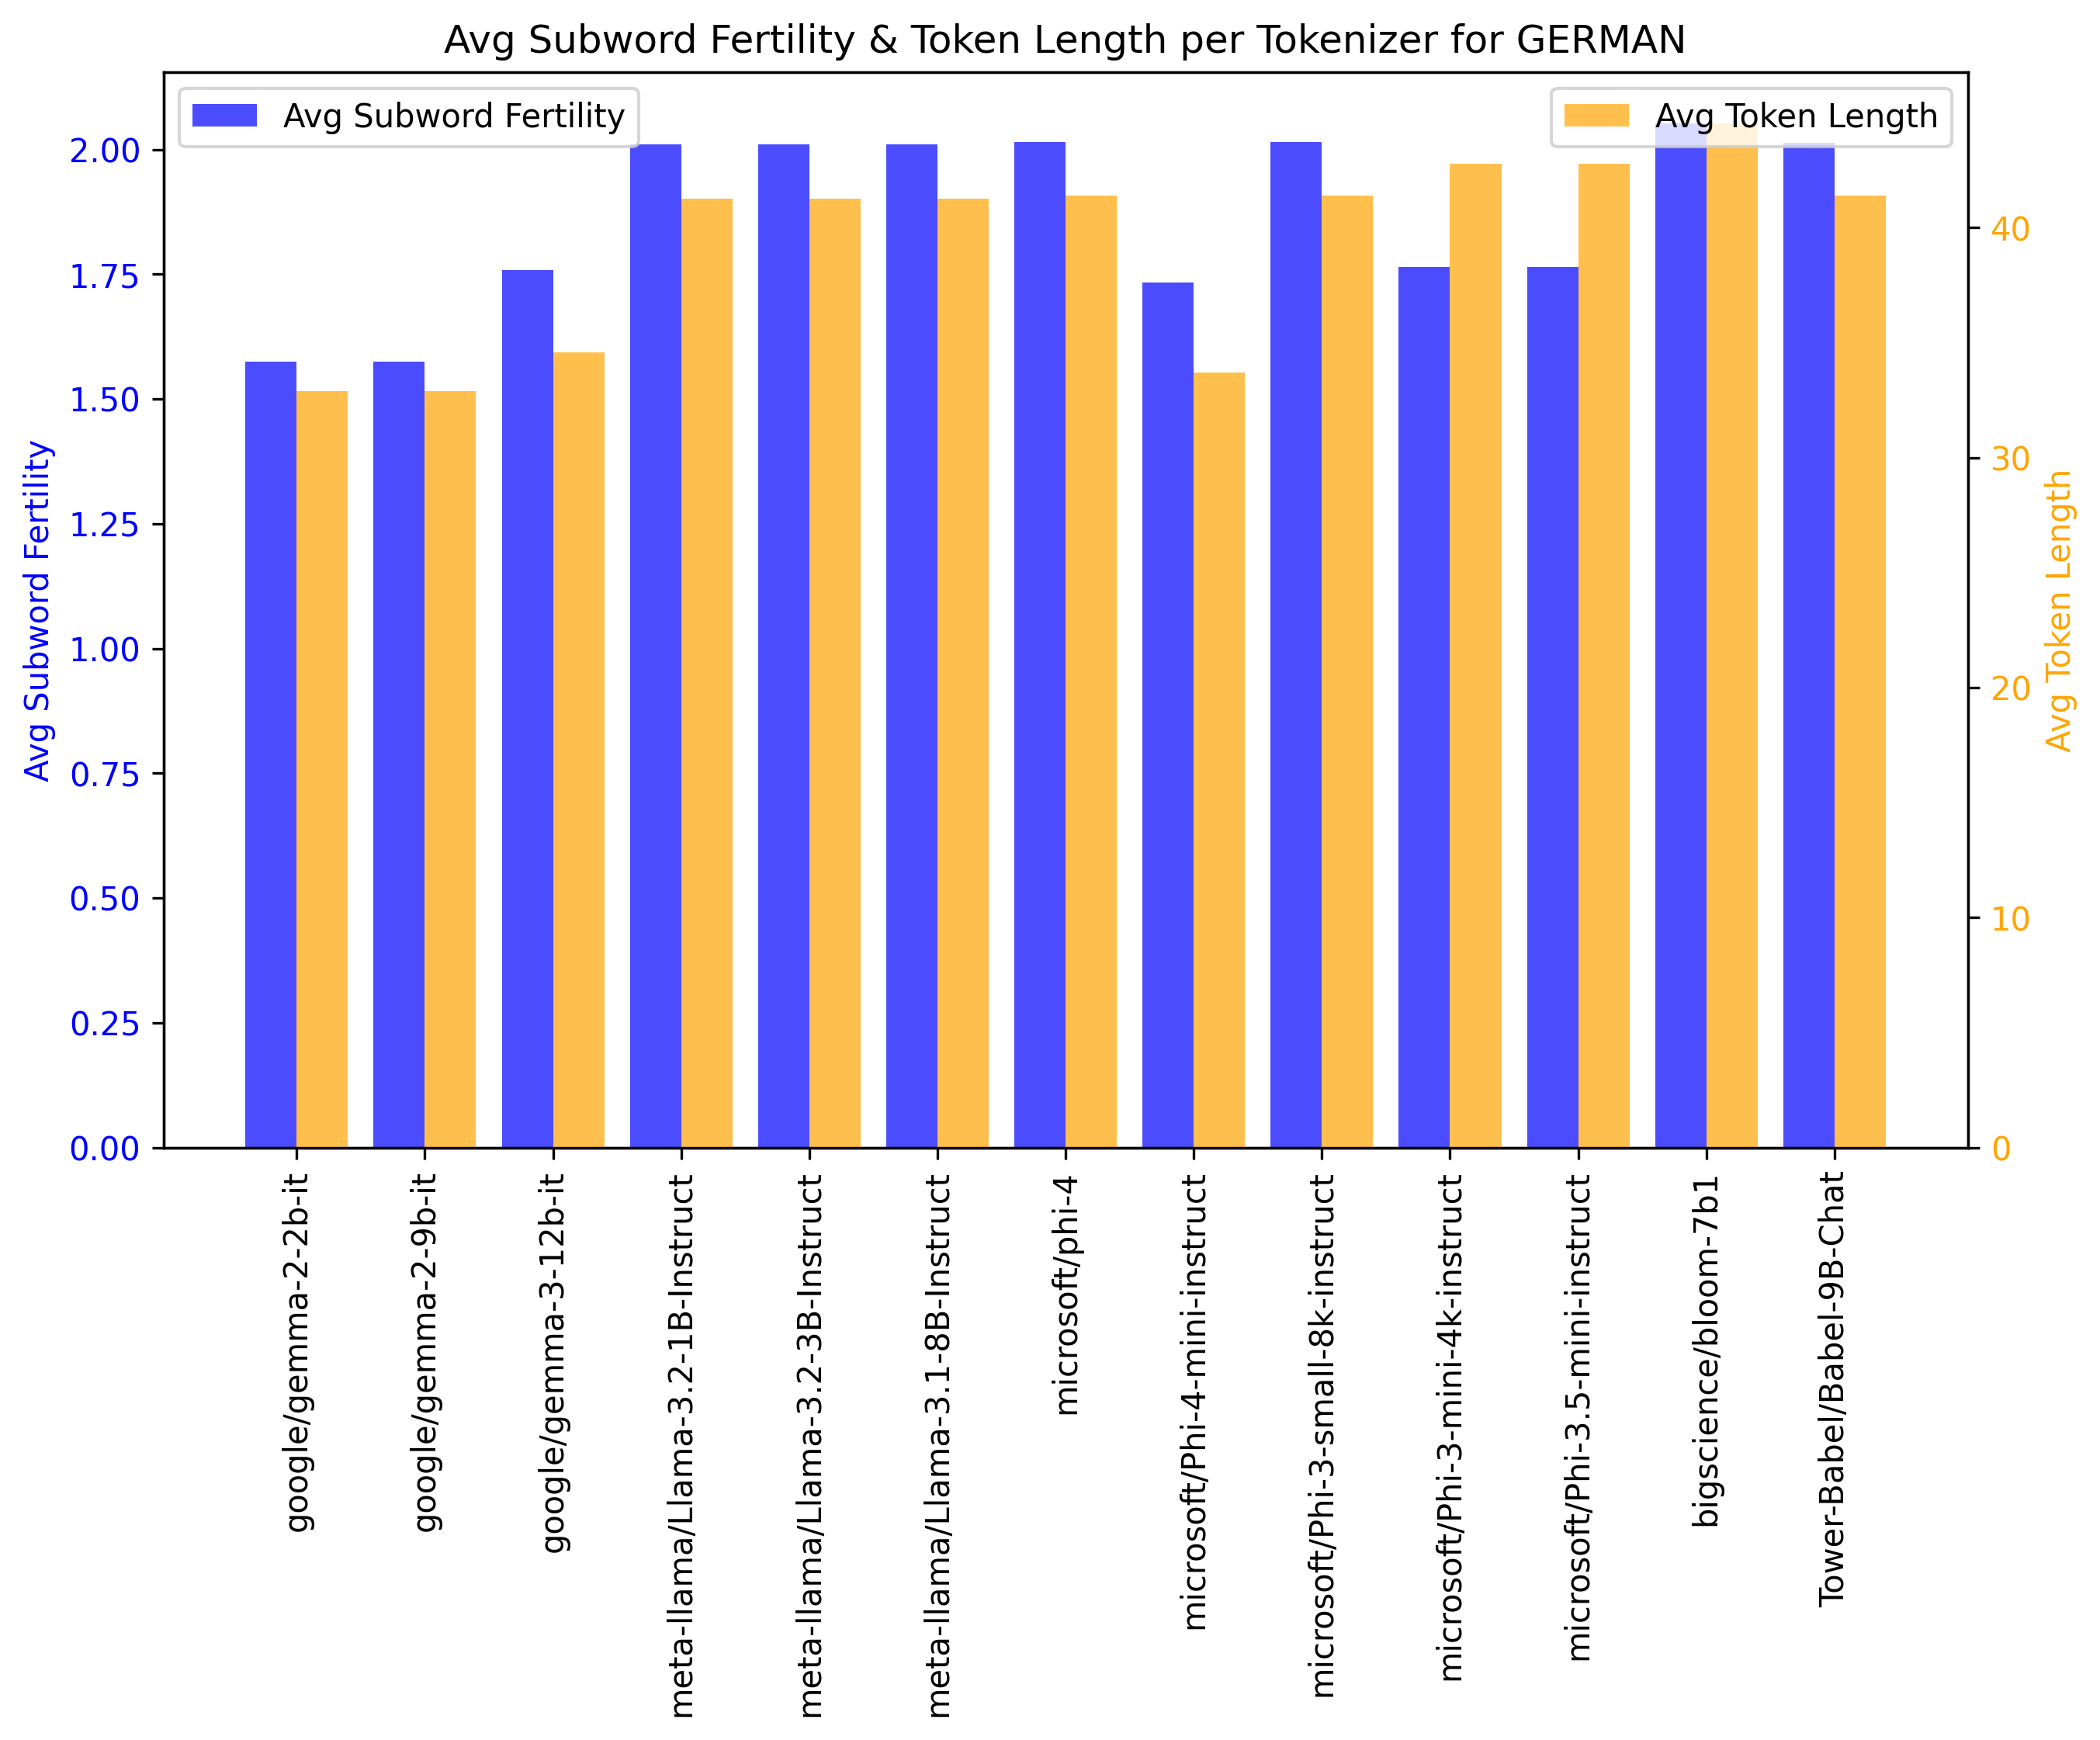 Avg Subword Fertility & Token Length per Tokenizer for GERMAN
Avg Subword Fertility
Avg Token Length
2.00
1.75
1.50
1.25
1.00
0.75
0.50
0.25
0.00
Avg Subword Fertility
40
30
20
10
0
Avg Token Length
google/gemma-2-2b-it
google/gemma-2-9b-it
google/gemma-3-12b-it
meta-llama/Llama-3.2-1B-Instruct
meta-llama/Llama-3.2-3B-Instruct
meta-llama/Llama-3.1-8B-Instruct
microsoft/phi-4
microsoft/Phi-4-mini-instruct
microsoft/Phi-3-small-8k-instruct
microsoft/Phi-3-mini-4k-instruct
microsoft/Phi-3.5-mini-instruct
bigscience/bloom-7b1
Tower-Babel/Babel-9B-Chat